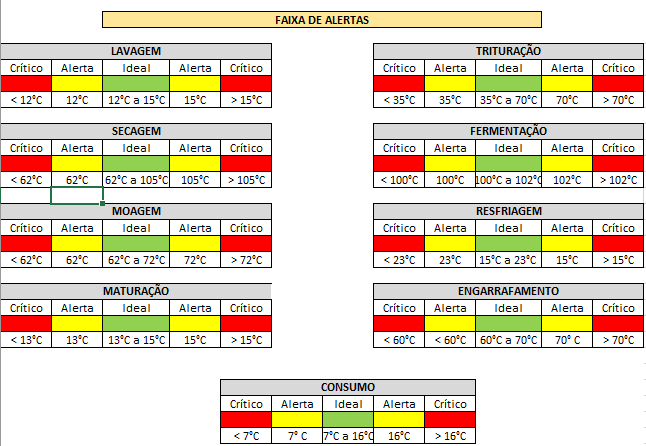 FAIXA DE ALERTAS
LAVAGEM
Crítico Alerta Ideal Alerta Crítico
< 12°C 12°C 12°C a 15°C 15°C > 15°C
TRITURAÇÃO
Crítico Alerta Ideal Alerta Crítico
< 35°C 35°C 35°C a 70°C 70°C > 70°C
SECAGEM
Crítico Alerta Ideal Alerta Crítico
< 62°C 62°C 62°C a 105°C 105°C > 105°C
FERMENTAÇÃO
Crítico Alerta Ideal Alerta Crítico
< 100°C 100°C 100°C a 102°C 102°C > 102°C
MOAGEM
Crítico Alerta Ideal Alerta Crítico
< 62°C 62°C 62°C a 72°C 72°C > 72°C
RESFRIAGEM
Crítico Alerta Ideal Alerta Crítico
< 23°C 23°C 15°C a 23°C 15°C > 15°C
MATURAÇÃO
Crítico Alerta Ideal Alerta Crítico
< 13°C 13°C 13°C a 15°C 15°C > 15°C
ENGARRAFAMENTO
Crítico Alerta Ideal Alerta Crítico
< 60°C < 60°C 60°C a 70°C 70° C > 70°C
CONSUMO
Crítico Alerta Ideal Alerta Crítico
< 7°C 7° C 7°C a 16°C 16°C > 16°C